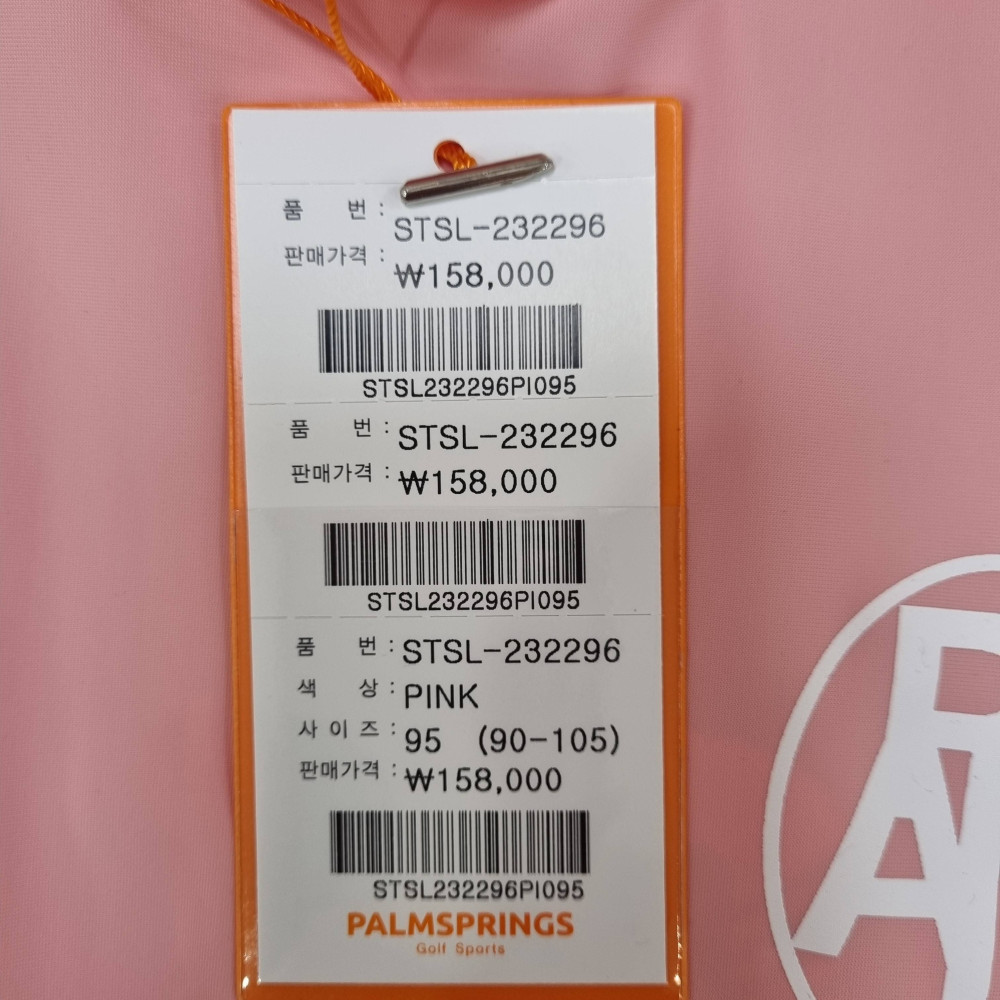 품 번 : STSL-232296
판매가격 : ₩158,000
STSL232296PI095
품 번 : STSL-232296
판매가격 : ₩158,000
STSL232296PI095
품 번 : STSL-232296
색 상 : PINK
사 이 즈 : 95 (90-105)
판매가격 : ₩158,000
STSL232296PI095
PALMSPRINGS
Golf Sports